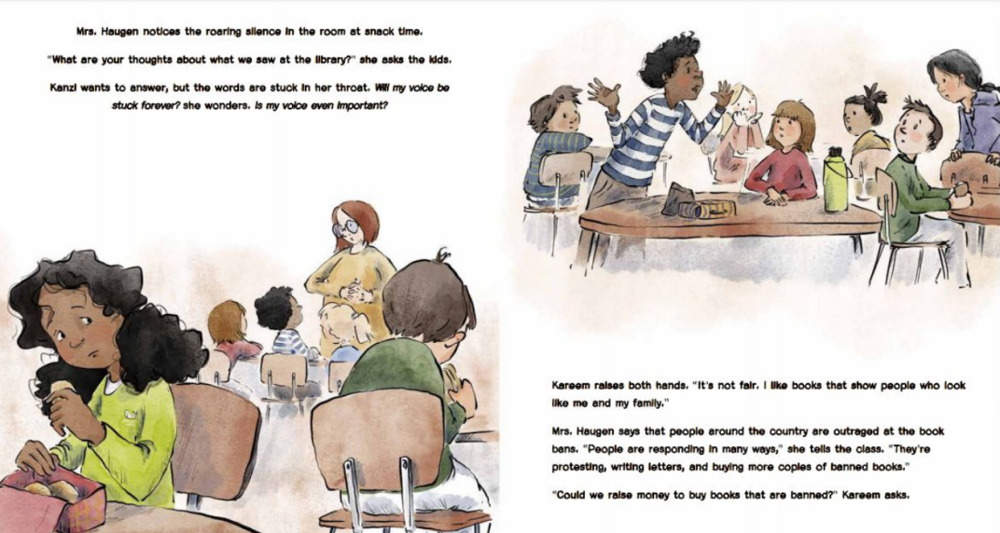 Mrs. Haugen notices the roaring silence in the room at snack time.
"What are your thoughts about what we saw at the library?" she asks the kids.
Kanzi wants to answer, but the words are stuck in her throat. Will my voice be
stuck forever? she wonders. Is my voice even important?
Kareem raises both hands. "It's not fair. I like books that show people who look
like me and my family."
Mrs. Haugen says that people around the country are outraged at the book
bans. "People are responding in many ways," she tells the class. "They're
protesting, writing letters, and buying more copies of banned books."
"Could we raise money to buy books that are banned?" Kareem asks.